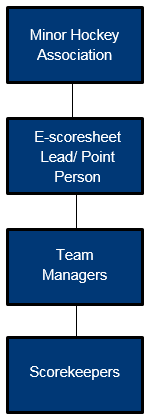 Minor Hockey
Association
E-scoresheet
Lead/ Point
Person
Team
Managers
Scorekeepers